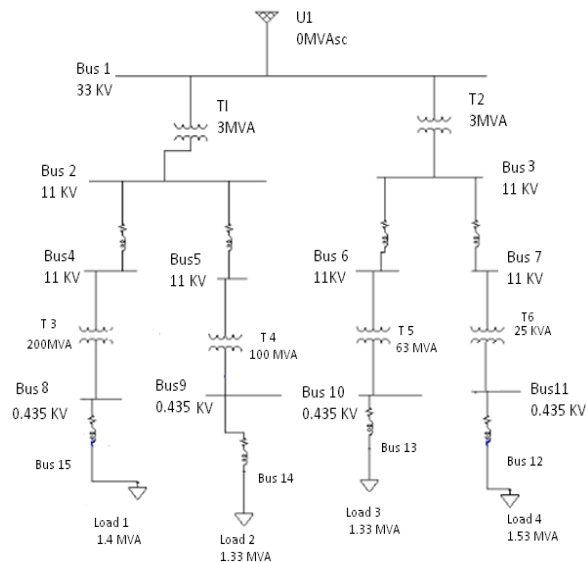 U1
0MVAsc
Bus 1
33 KV
T1
3MVA
T2
3MVA
Bus 2
11 KV
Bus 3
11 KV
Bus4
11 KV
Bus5
11 KV
Bus 6
11KV
Bus 7
11 KV
T 3
200MVA
T 4
100 MVA
T 5
63 MVA
T6
25 KVA
Bus 8
0.435 KV
Bus9
0.435 KV
Bus 10
0.435 KV
Bus11
0.435 KV
Bus 15
Bus 14
Bus 13
Bus 12
Load 1
1.4 MVA
Load 2
1.33 MVA
Load 3
1.33 MVA
Load 4
1.53 MVA